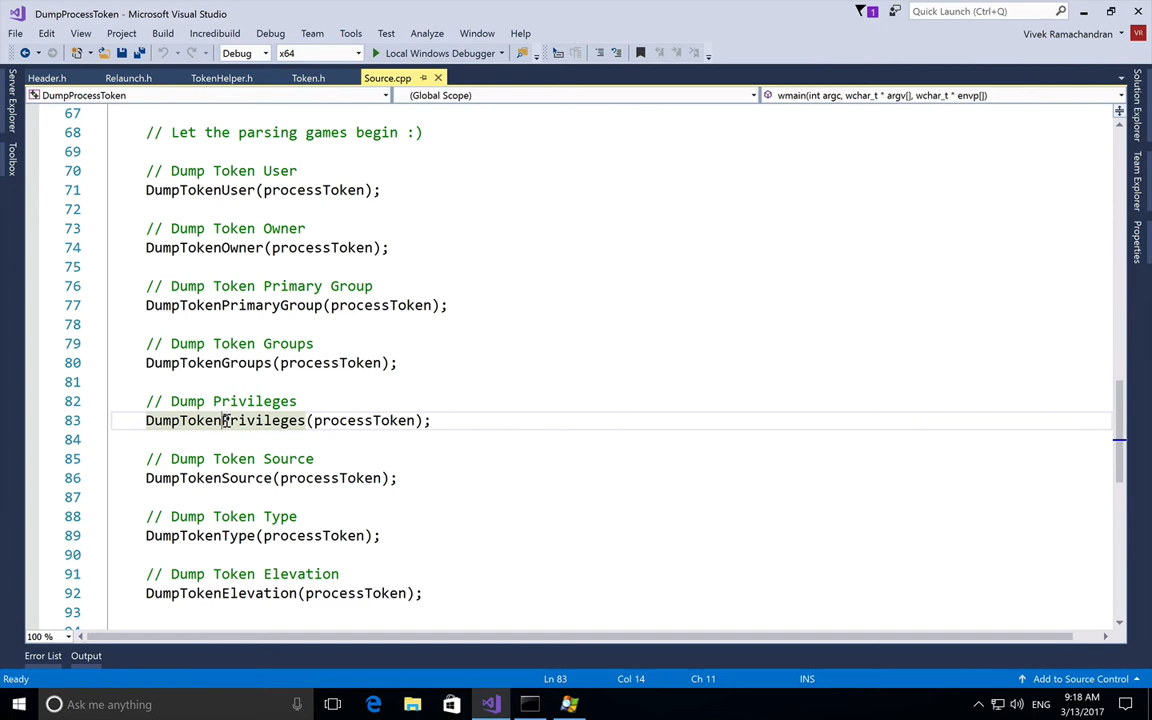 DumpProcessToken - Microsoft Visual Studio
1
Quick Launch (Ctrl+Q)
File Edit View Project Build Incredibuild Debug Team Tools Test Analyze Window Help
Vivek Ramachandran
VR
Debug x64 Local Windows Debugger
Header.h Relaunch.h TokenHelper.h Token.h Source.cpp
DumpProcessToken (Global Scope) wmain(int argc, wchar_t * argv[], wchar_t * envp[])
Server Explorer
Toolbox
Solution Explorer
Team Explorer
Properties
67
68 // Let the parsing games begin :)
69
70 // Dump Token User
71 DumpTokenUser(processToken);
72
73 // Dump Token Owner
74 DumpTokenOwner(processToken);
75
76 // Dump Token Primary Group
77 DumpTokenPrimaryGroup(processToken);
78
79 // Dump Token Groups
80 DumpTokenGroups(processToken);
81
82 // Dump Privileges
83 DumpTokenPrivileges(processToken);
84
85 // Dump Token Source
86 DumpTokenSource(processToken);
87
88 // Dump Token Type
89 DumpTokenType(processToken);
90
91 // Dump Token Elevation
92 DumpTokenElevation(processToken);
93
100 %
Error List Output
Ready Ln 83 Col 14 Ch 11 INS Add to Source Control
Ask me anything
ENG
9:18 AM
3/13/2017